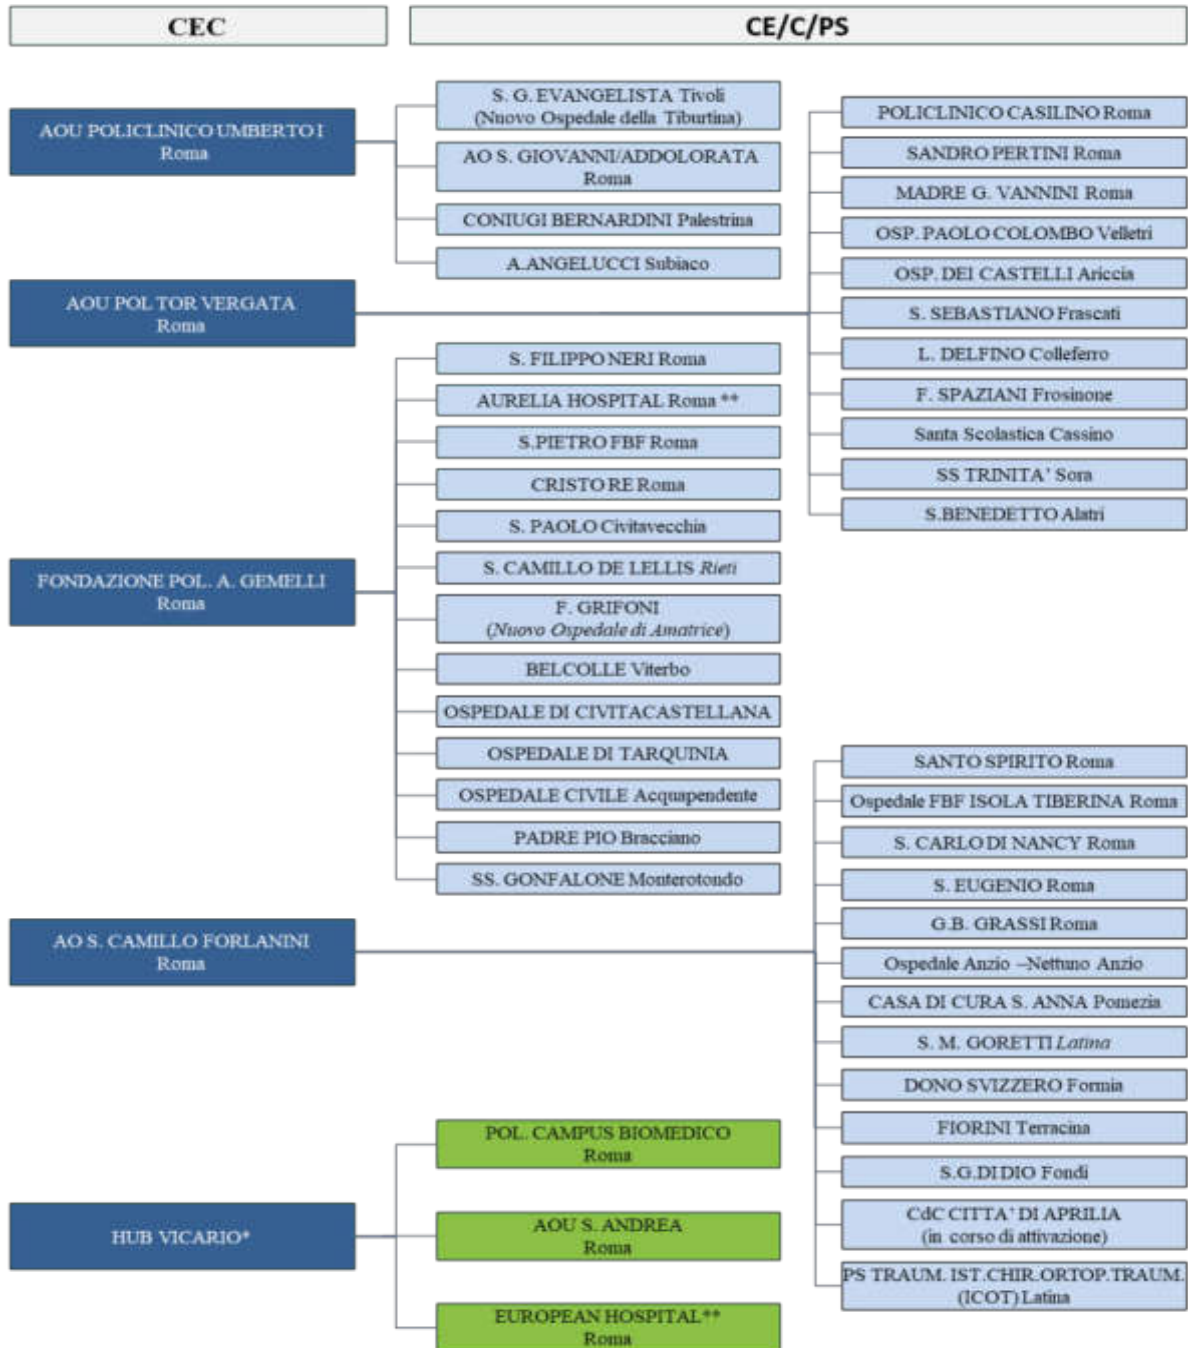 CEC
CE/C/PS
AOU POLICLINICO UMBERTO I
Roma
S. G. EVANGELISTA Tivoli
(Nuovo Ospedale della Tiburtina)
AO S. GIOVANNI/ADDOLORATA
Roma
CONIUGI BERNARDINI Palestrina
A.ANGELUCCI Subiaco
AOU POL TOR VERGATA
Roma
POLICLINICO CASILINO Roma
SANDRO PERTINI Roma
MADRE G. VANNINI Roma
OSP. PAOLO COLOMBO Velletri
OSP. DEI CASTELLI Ariccia
S. SEBASTIANO Frascati
L. DELFINO Colleferro
F. SPAZIANI Frosinone
Santa Scolastica Cassino
SS TRINITA' Sora
S.BENEDETTO Alatri
FONDAZIONE POL. A. GEMELLI
Roma
S. FILIPPO NERI Roma
AURELIA HOSPITAL Roma **
S.PIETRO FBF Roma
CRISTO RE Roma
S. PAOLO Civitavecchia
S. CAMILLO DE LELLIS Rieti
F. GRIFONI
(Nuovo Ospedale di Amatrice)
BELCOLLE Viterbo
OSPEDALE DI CIVITACASTELLANA
OSPEDALE DI TARQUINIA
OSPEDALE CIVILE Acquapendente
PADRE PIO Bracciano
SS. GONFALONE Monterotondo
AO S. CAMILLO FORLANINI
Roma
SANTO SPIRITO Roma
Ospedale FBF ISOLA TIBERINA Roma
S. CARLO DI NANCY Roma
S. EUGENIO Roma
G.B. GRASSI Roma
Ospedale Anzio –Nettuno Anzio
CASA DI CURA S. ANNA Pomezia
S. M. GORETTI Latina
DONO SVIZZERO Formia
FIORINI Terracina
S.G.DI DIO Fondi
CdC CITTA' DI APRILIA
(in corso di attivazione)
PS TRAUM. IST.CHIR.ORTOP.TRAUM.
(ICOT) Latina
HUB VICARIO*
POL. CAMPUS BIOMEDICO
Roma
AOU S. ANDREA
Roma
EUROPEAN HOSPITAL**
Roma